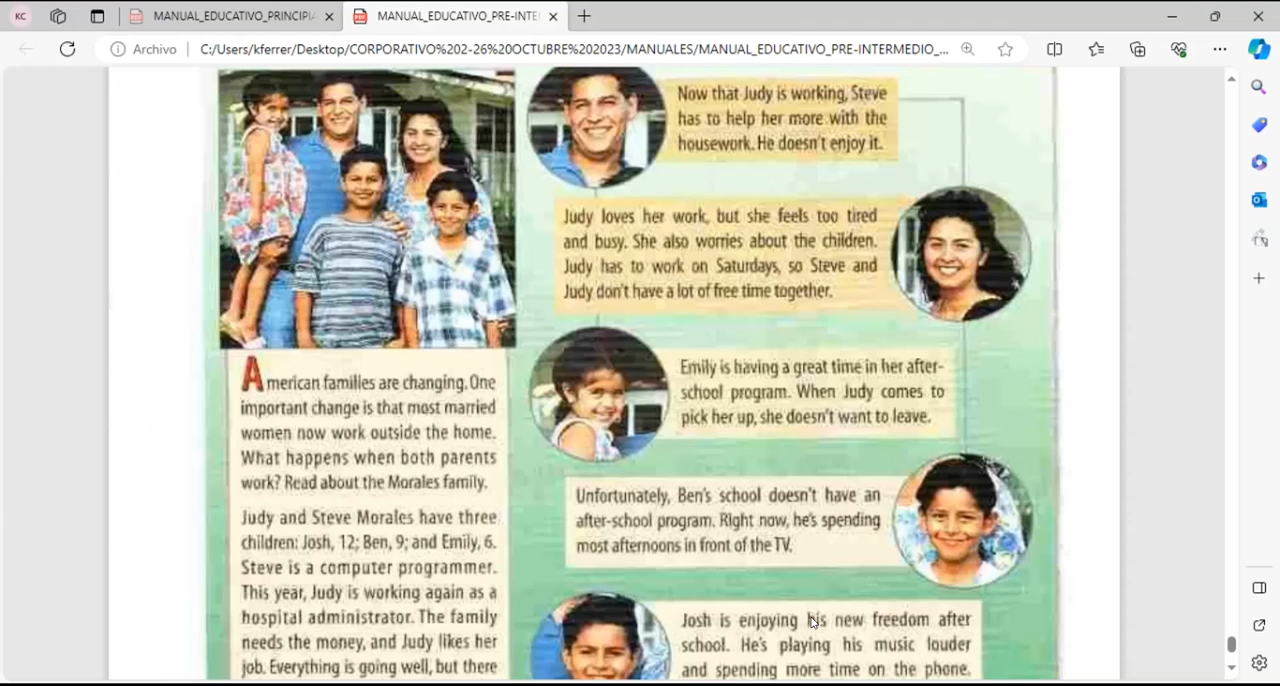 KC
MANUAL_EDUCATIVO_PRINCIPIA
MANUAL_EDUCATIVO_PRE-INTE
Archivo
C:/Users/kferrer/Desktop/CORPORATIVO%202-26%20OCTUBRE%202023/MANUALES/MANUAL_EDUCATIVO_PRE-INTERMEDIO_...
American families are changing. One
important change is that most married
women now work outside the home.
What happens when both parents
work? Read about the Morales family.
Judy and Steve Morales have three
children: Josh, 12; Ben, 9; and Emily, 6.
Steve is a computer programmer.
This year, Judy is working again as a
hospital administrator. The family
needs the money, and Judy likes her
job. Everything is going well, but there
Now that Judy is working, Steve
has to help her more with the
housework. He doesn't enjoy it.
Judy loves her work, but she feels too tired
and busy. She also worries about the children.
Judy has to work on Saturdays, so Steve and
Judy don't have a lot of free time together.
Emily is having a great time in her after-
school program. When Judy comes to
pick her up, she doesn't want to leave.
Unfortunately, Ben's school doesn't have an
after-school program. Right now, he's spending
most afternoons in front of the TV.
Josh is enjoying his new freedom after
school. He's playing his music louder
and spending more time on the phone.